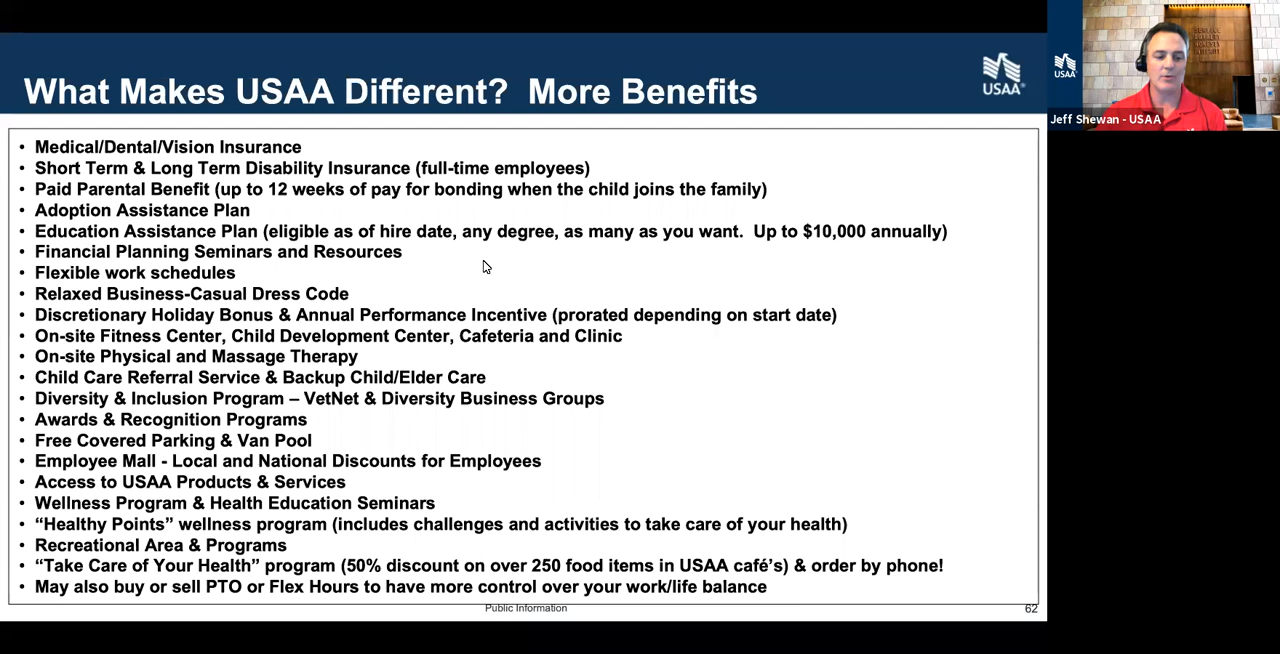 What Makes USAA Different?  More Benefits
USAA®
USAA
Jeff Shewan - USAA
• Medical/Dental/Vision Insurance
• Short Term & Long Term Disability Insurance (full-time employees)
• Paid Parental Benefit (up to 12 weeks of pay for bonding when the child joins the family)
• Adoption Assistance Plan
• Education Assistance Plan (eligible as of hire date, any degree, as many as you want.  Up to $10,000 annually)
• Financial Planning Seminars and Resources
• Flexible work schedules
• Relaxed Business-Casual Dress Code
• Discretionary Holiday Bonus & Annual Performance Incentive (prorated depending on start date)
• On-site Fitness Center, Child Development Center, Cafeteria and Clinic
• On-site Physical and Massage Therapy
• Child Care Referral Service & Backup Child/Elder Care
• Diversity & Inclusion Program – VetNet & Diversity Business Groups
• Awards & Recognition Programs
• Free Covered Parking & Van Pool
• Employee Mall - Local and National Discounts for Employees
• Access to USAA Products & Services
• Wellness Program & Health Education Seminars
• “Healthy Points” wellness program (includes challenges and activities to take care of your health)
• Recreational Area & Programs
• “Take Care of Your Health” program (50% discount on over 250 food items in USAA café’s) & order by phone!
• May also buy or sell PTO or Flex Hours to have more control over your work/life balance
Public Information
62